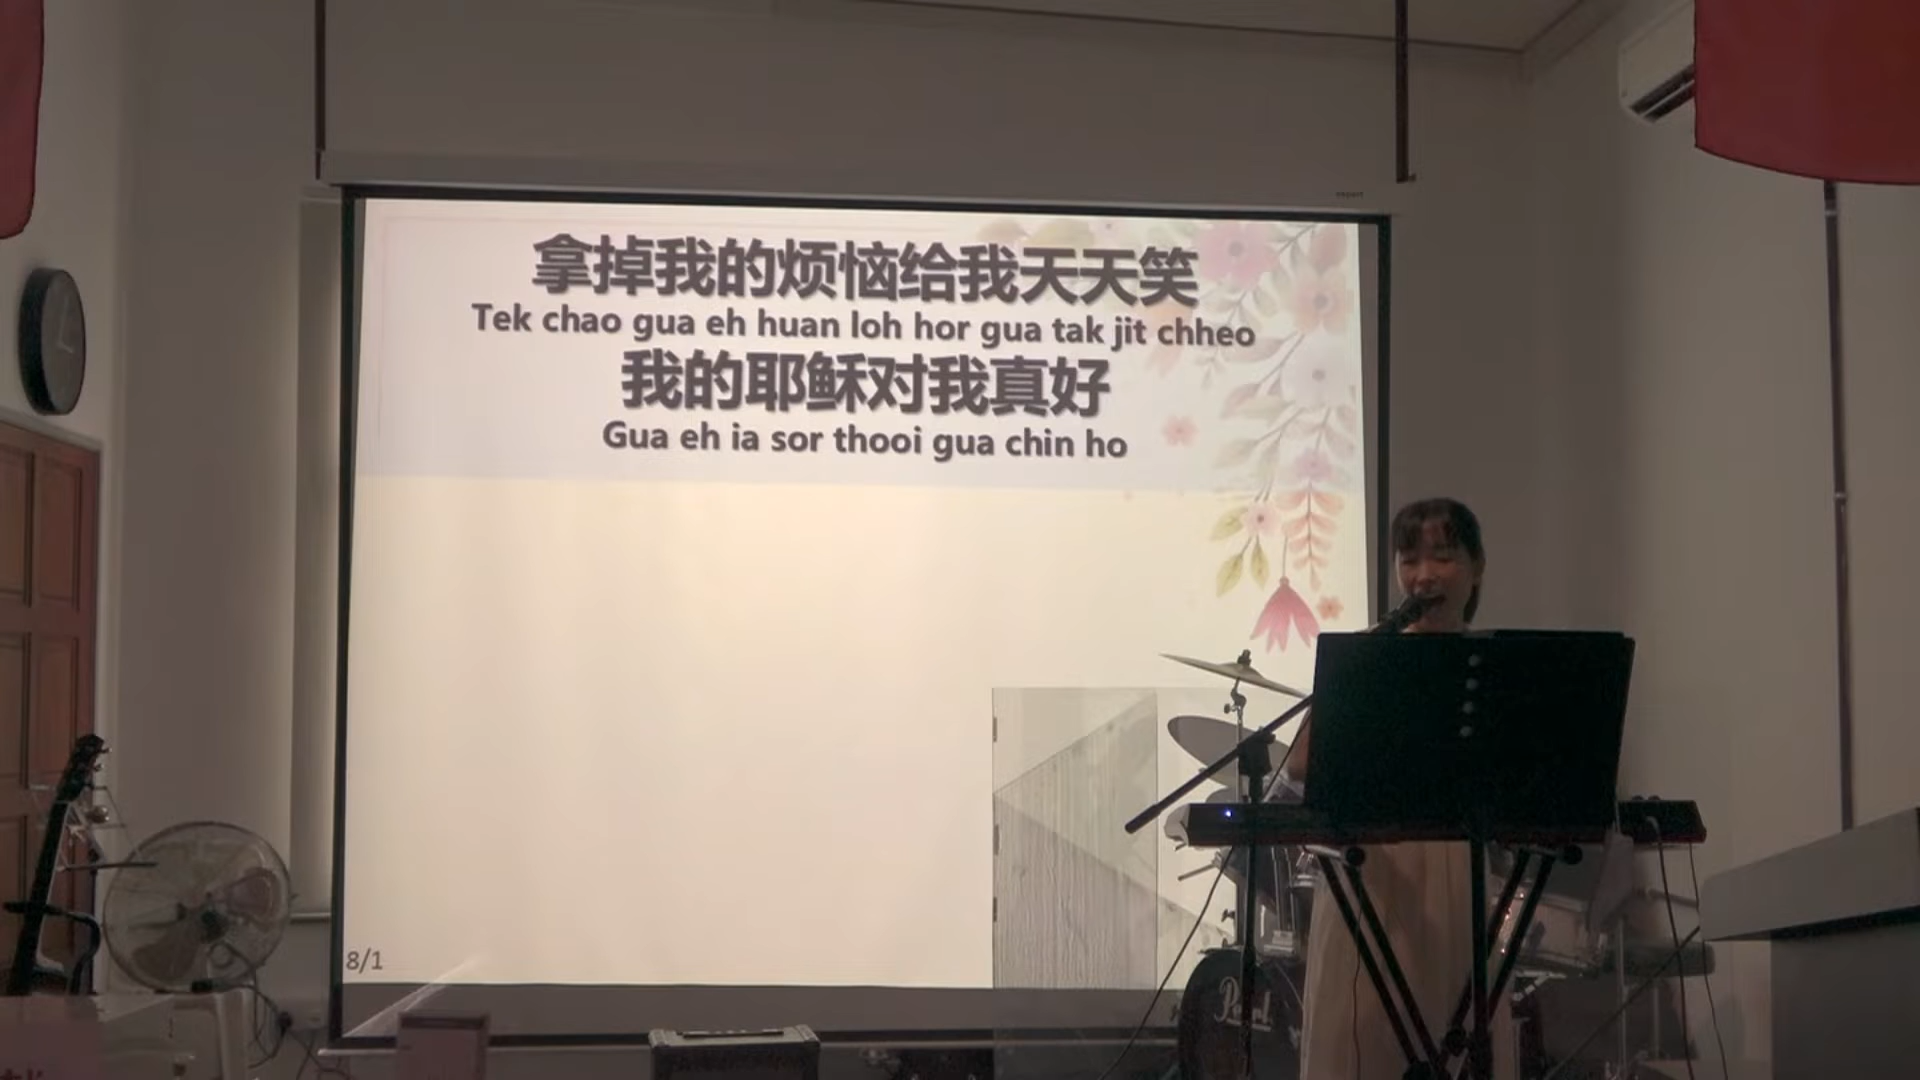 拿掉我的烦恼给我天天笑
Tek chao gua eh huan loh hor gua tak jit chheo
我的耶稣对我真好
Gua eh ia sor thooi gua chin ho
8/1
Pearl